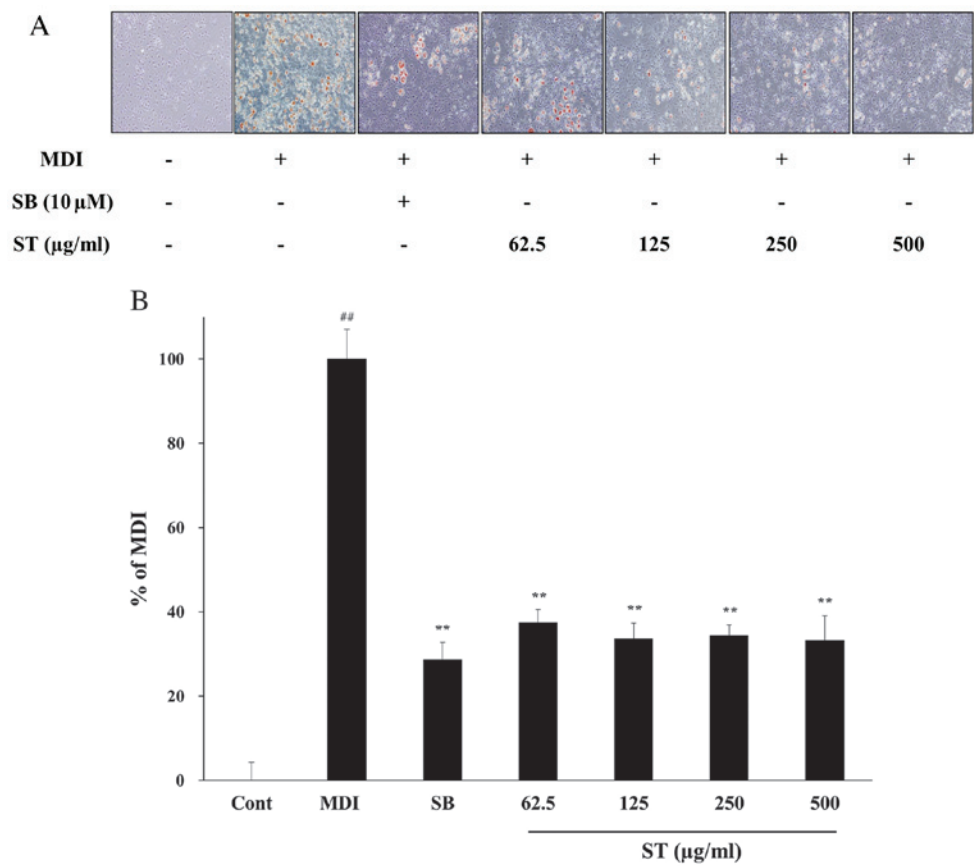 A
MDI - + + + + + +
SB (10 μM) - - + - - - -
ST (μg/ml) - - - 62.5 125 250 500
B
% of MDI
100
80
60
40
20
0
##
**
**
**
**
**
Cont MDI SB 62.5 125 250 500
ST (μg/ml)